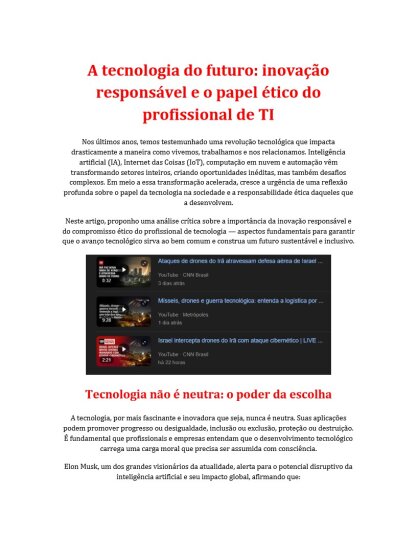 A tecnologia do futuro: inovação
responsável e o papel ético do
profissional de TI
Nos últimos anos, temos testemunhado uma revolução tecnológica que impacta
drasticamente a maneira como vivemos, trabalhamos e nos relacionamos. Inteligência
artificial (IA), Internet das Coisas (IoT), computação em nuvem e automação vêm
transformando setores inteiros, criando oportunidades inéditas, mas também desafios
complexos. Em meio a essa transformação acelerada, cresce a urgência de uma reflexão
profunda sobre o papel da tecnologia na sociedade e a responsabilidade ética daqueles que
a desenvolvem.
Neste artigo, proponho uma análise crítica sobre a importância da inovação responsável e
do compromisso ético do profissional de tecnologia — aspectos fundamentais para garantir
que o avanço tecnológico sirva ao bem comum e construa um futuro sustentável e inclusivo.
Ataques de drones do Irã atravessam defesa aérea de Israel ...
YouTube · CNN Brasil
3 dias atrás
8:32
Mísseis, drones e guerra tecnológica: entenda a logística por ...
YouTube · Metrópoles
1 dia atrás
9:28
Israel intercepta drones do Irã com ataque cibernético | LIVE ...
YouTube · CNN Brasil
há 22 horas
2:21
Tecnologia não é neutra: o poder da escolha
A tecnologia, por mais fascinante e inovadora que seja, nunca é neutra. Suas aplicações
podem promover progresso ou desigualdade, inclusão ou exclusão, proteção ou destruição.
É fundamental que profissionais e empresas entendam que o desenvolvimento tecnológico
carrega uma carga moral que precisa ser assumida com consciência.
Elon Musk, um dos grandes visionários da atualidade, alerta para o potencial disruptivo da
inteligência artificial e seu impacto global, afirmando que: